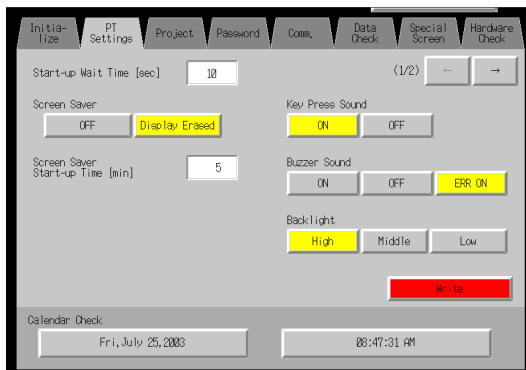 Initia-
lize
PT
Settings
Project
Password
Comm.
Data
Check
Special
Screen
Hardware
Check
Start-up Wait Time [sec]
10
(1/2)
←
→
Screen Saver
OFF
Display Erased
Key Press Sound
ON
OFF
Screen Saver
Start-up Time [min]
5
Buzzer Sound
ON
OFF
ERR ON
Backlight
High
Middle
Low
Write
Calendar Check
Fri,July 25,2003
08:47:31 AM